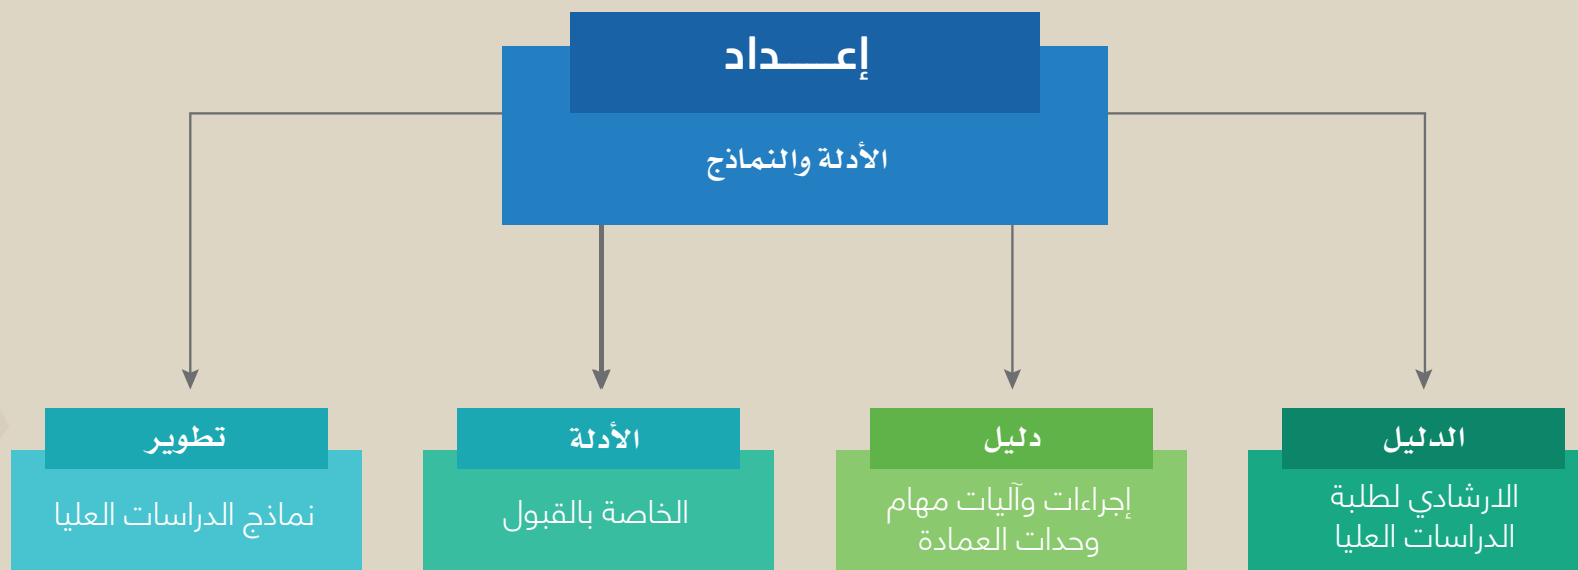 إعـــــداد
الأدلة والنماذج
الدليل
الارشادي لطلبة
الدراسات العليا
دليل
إجراءات وآليات مهام
وحدات العمادة
الأدلة
الخاصة بالقبول
تطوير
نماذج الدراسات العليا